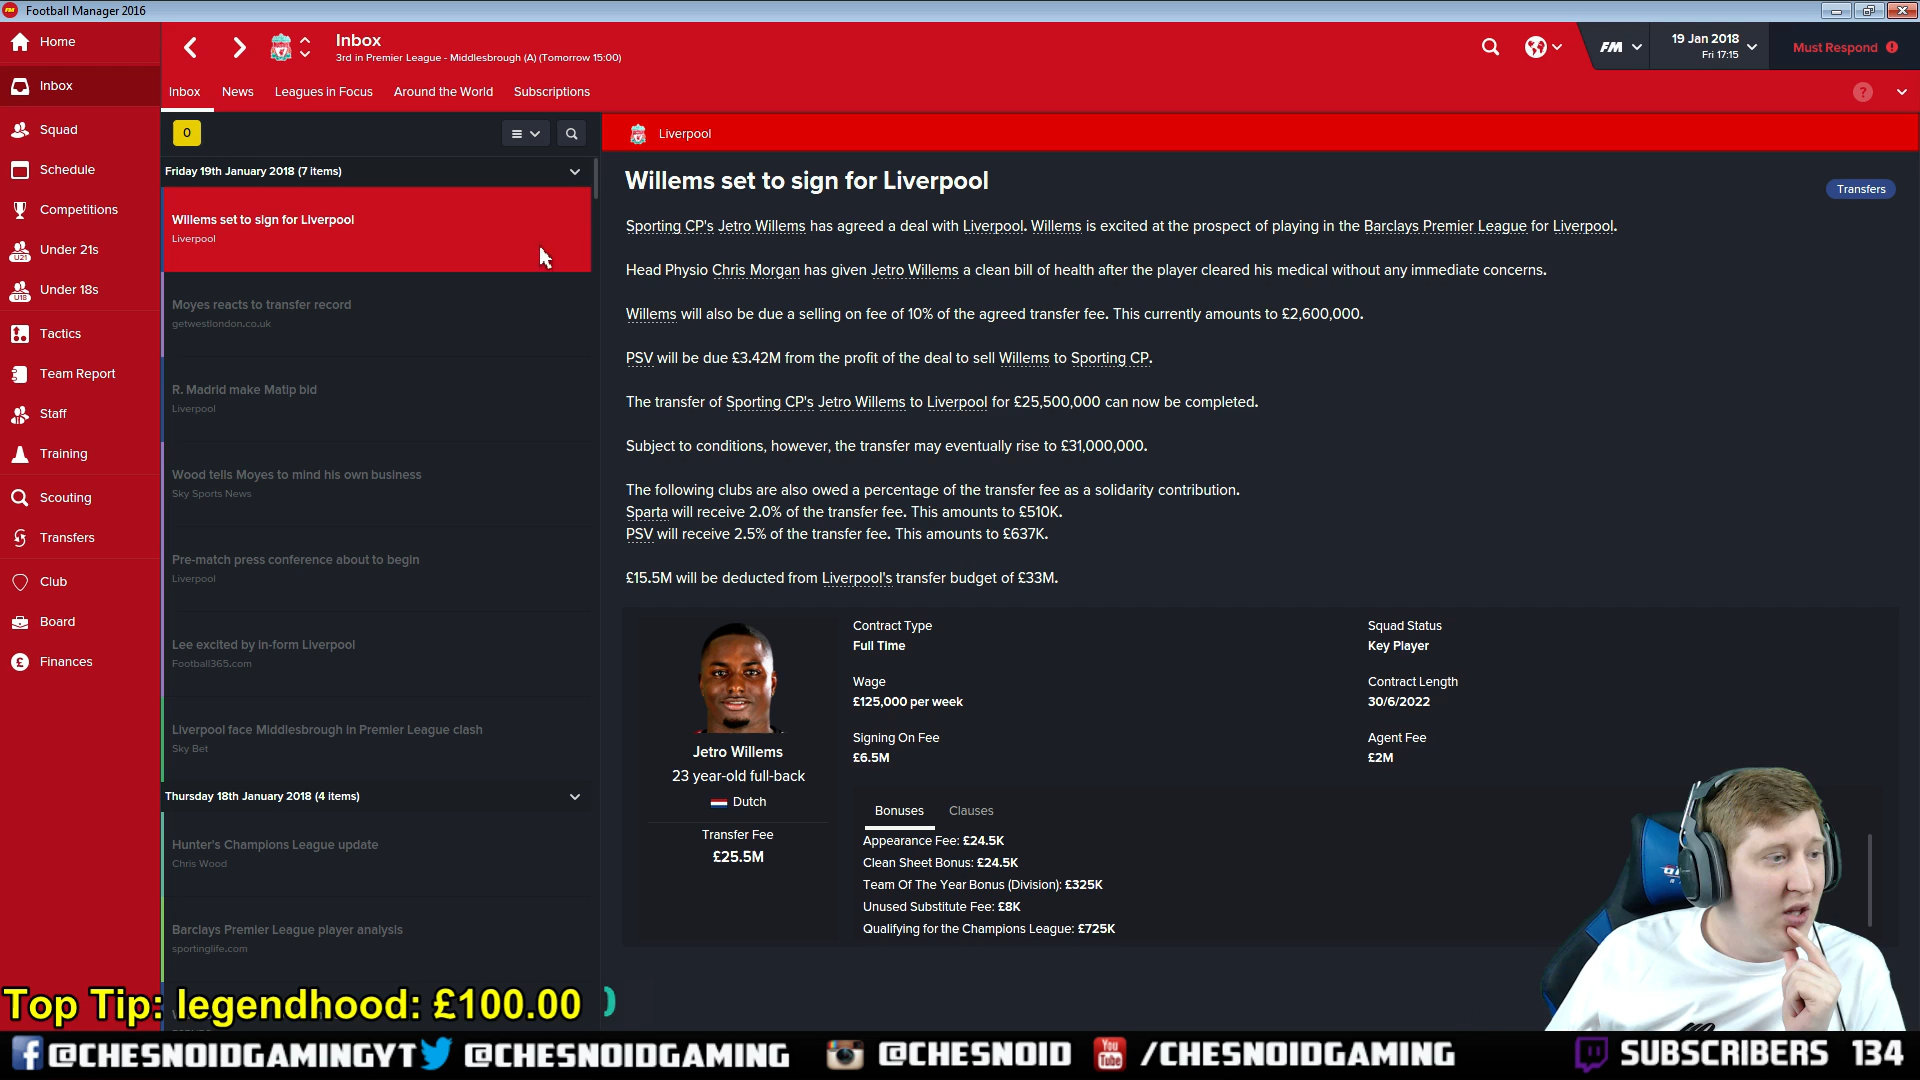 Football Manager 2016
Home
Inbox
Squad
Schedule
Competitions
Under 21s
Under 18s
Tactics
Team Report
Staff
Training
Scouting
Transfers
Club
Board
Finances
Inbox
3rd in Premier League - Middlesbrough (A) (Tomorrow 15:00)
FM
19 Jan 2018
Fri 17:15
Must Respond
Inbox News Leagues in Focus Around the World Subscriptions
0
Friday 19th January 2018 (7 items)
Willems set to sign for Liverpool
Liverpool
Moyes reacts to transfer record
getwestlondon.co.uk
R. Madrid make Matip bid
Liverpool
Wood tells Moyes to mind his own business
Sky Sports News
Pre-match press conference about to begin
Liverpool
Lee excited by in-form Liverpool
Football365.com
Liverpool face Middlesbrough in Premier League clash
Sky Bet
Thursday 18th January 2018 (4 items)
Hunter's Champions League update
Chris Wood
Barclays Premier League player analysis
sportinglife.com
Liverpool
Willems set to sign for Liverpool
Transfers
Sporting CP's Jetro Willems has agreed a deal with Liverpool. Willems is excited at the prospect of playing in the Barclays Premier League for Liverpool.
Head Physio Chris Morgan has given Jetro Willems a clean bill of health after the player cleared his medical without any immediate concerns.
Willems will also be due a selling on fee of 10% of the agreed transfer fee. This currently amounts to £2,600,000.
PSV will be due £3.42M from the profit of the deal to sell Willems to Sporting CP.
The transfer of Sporting CP's Jetro Willems to Liverpool for £25,500,000 can now be completed.
Subject to conditions, however, the transfer may eventually rise to £31,000,000.
The following clubs are also owed a percentage of the transfer fee as a solidarity contribution.
Sparta will receive 2.0% of the transfer fee. This amounts to £510K.
PSV will receive 2.5% of the transfer fee. This amounts to £637K.
£15.5M will be deducted from Liverpool's transfer budget of £33M.
Jetro Willems
23 year-old full-back
Dutch
Transfer Fee
£25.5M
Contract Type
Full Time
Squad Status
Key Player
Wage
£125,000 per week
Contract Length
30/6/2022
Signing On Fee
£6.5M
Agent Fee
£2M
Bonuses Clauses
Appearance Fee: £24.5K
Clean Sheet Bonus: £24.5K
Team Of The Year Bonus (Division): £325K
Unused Substitute Fee: £8K
Qualifying for the Champions League: £725K
Top Tip: legendhood: £100.00
@CHESNOIDGAMINGYT @CHESNOIDGAMING @CHESNOID /CHESNOIDGAMING SUBSCRIBERS 134